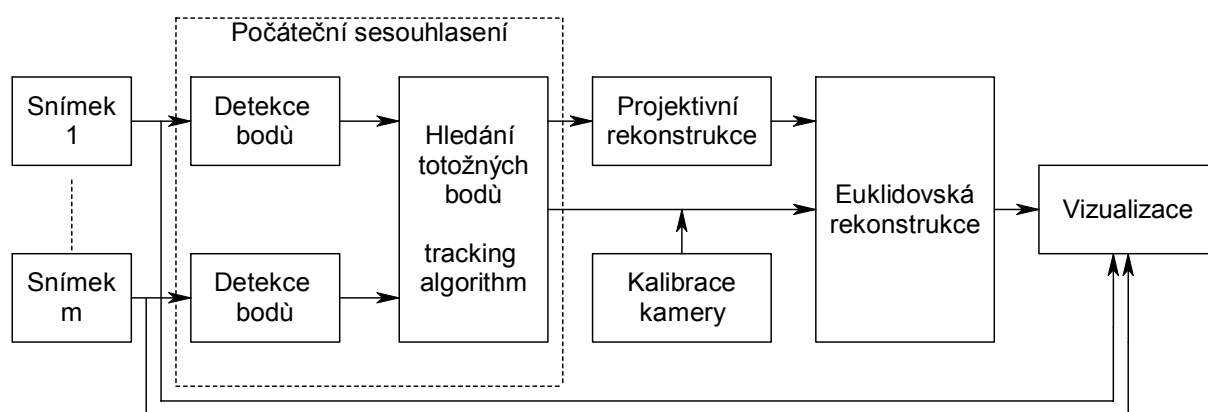 Počáteční sesouhlasení
Snímek
1
Detekce
bodù
Hledání
totožných
bodù
tracking
algorithm
Projektivní
rekonstrukce
Euklidovská
rekonstrukce
Vizualizace
Snímek
m
Detekce
bodù
Kalibrace
kamery